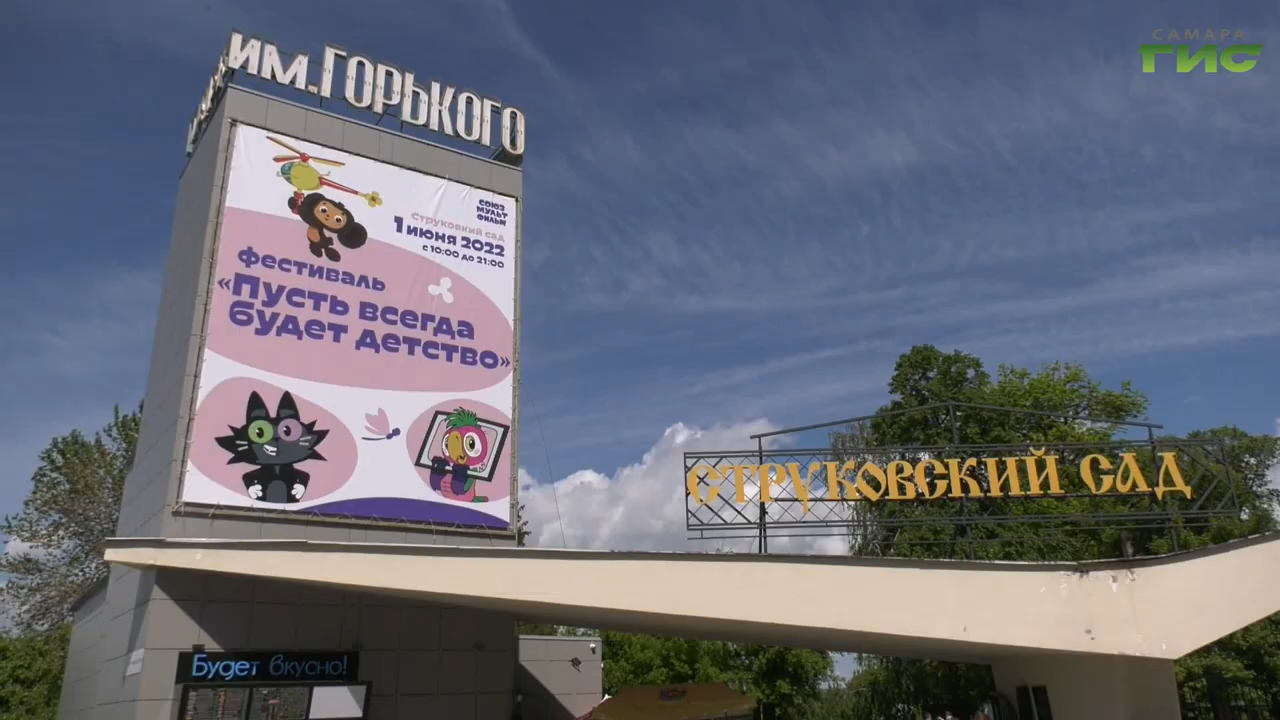 САМАРА
ГИС
им.ГОРЬКОГО
СОЮЗ
МУЛЬТ
ФИЛЬМ
Струковкий сад
1 июня 2022
с 10:00 до 21:00
фестиваль
«Пусть всегда
будет детство»
СТРУКОВСКИЙ САД
Будет вкусно!